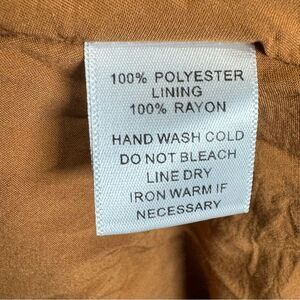 100% POLYESTER
LINING
100% RAYON
HAND WASH COLD
DO NOT BLEACH
LINE DRY
IRON WARM IF
NECESSARY